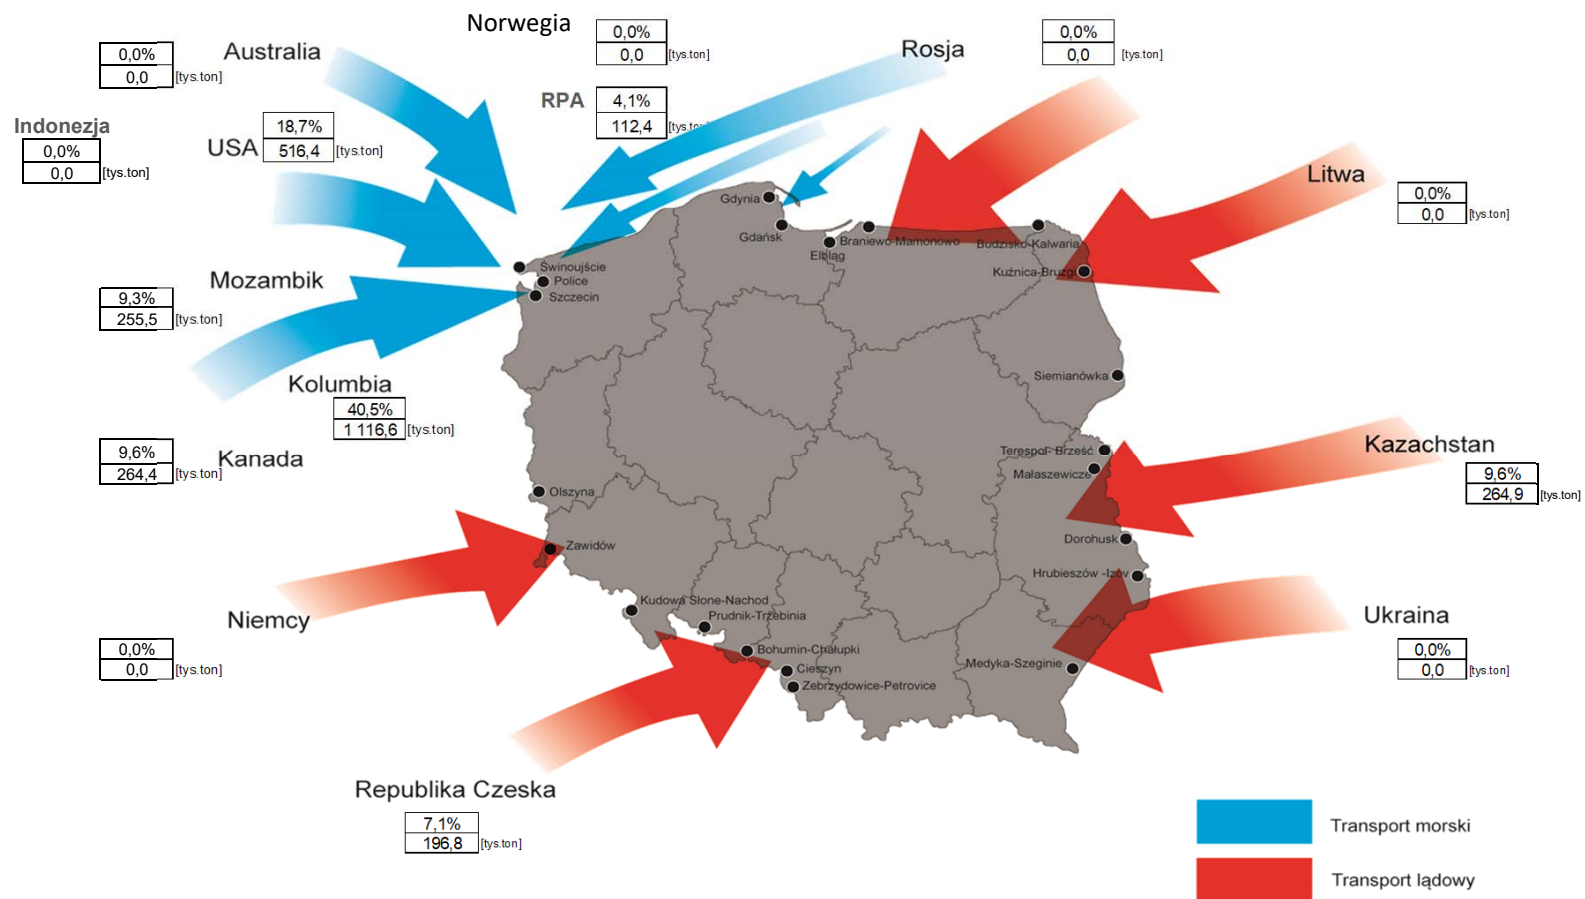 Norwegia
0,0%
0,0 [tys.ton]
Rosja
0,0%
0,0 [tys.ton]
Australia
0,0%
0,0 [tys.ton]
RPA
4,1%
112,4
USA
18,7%
516,4 [tys.ton]
Indonezja
0,0%
0,0 [tys.ton]
Litwa
0,0%
0,0 [tys.ton]
Gdynia
Gdańsk
Elbląg
Braniewo-Mamonowo
Budzisko-Kalwaria
Kuźnica-Bruzgi
Świnoujście
Police
Szczecin
Mozambik
9,3%
255,5 [tys.ton]
Kolumbia
40,5%
1 116,6 [tys.ton]
Siemianówka
Kanada
9,6%
264,4 [tys.ton]
Terespol- Brześć
Małaszewicze
Kazachstan
9,6%
264,9 [tys.ton]
Olszyna
Zawidów
Dorohusk
Hrubieszów -Izov
Niemcy
0,0%
0,0 [tys.ton]
Kudowa Słone-Nachod
Prudnik-Trzebinia
Bohumin-Chałupki
Cieszyn
Zebrzydowice-Petrovice
Medyka-Szeginie
Ukraina
0,0%
0,0 [tys.ton]
Republika Czeska
7,1%
196,8 [tys.ton]
Transport morski
Transport lądowy